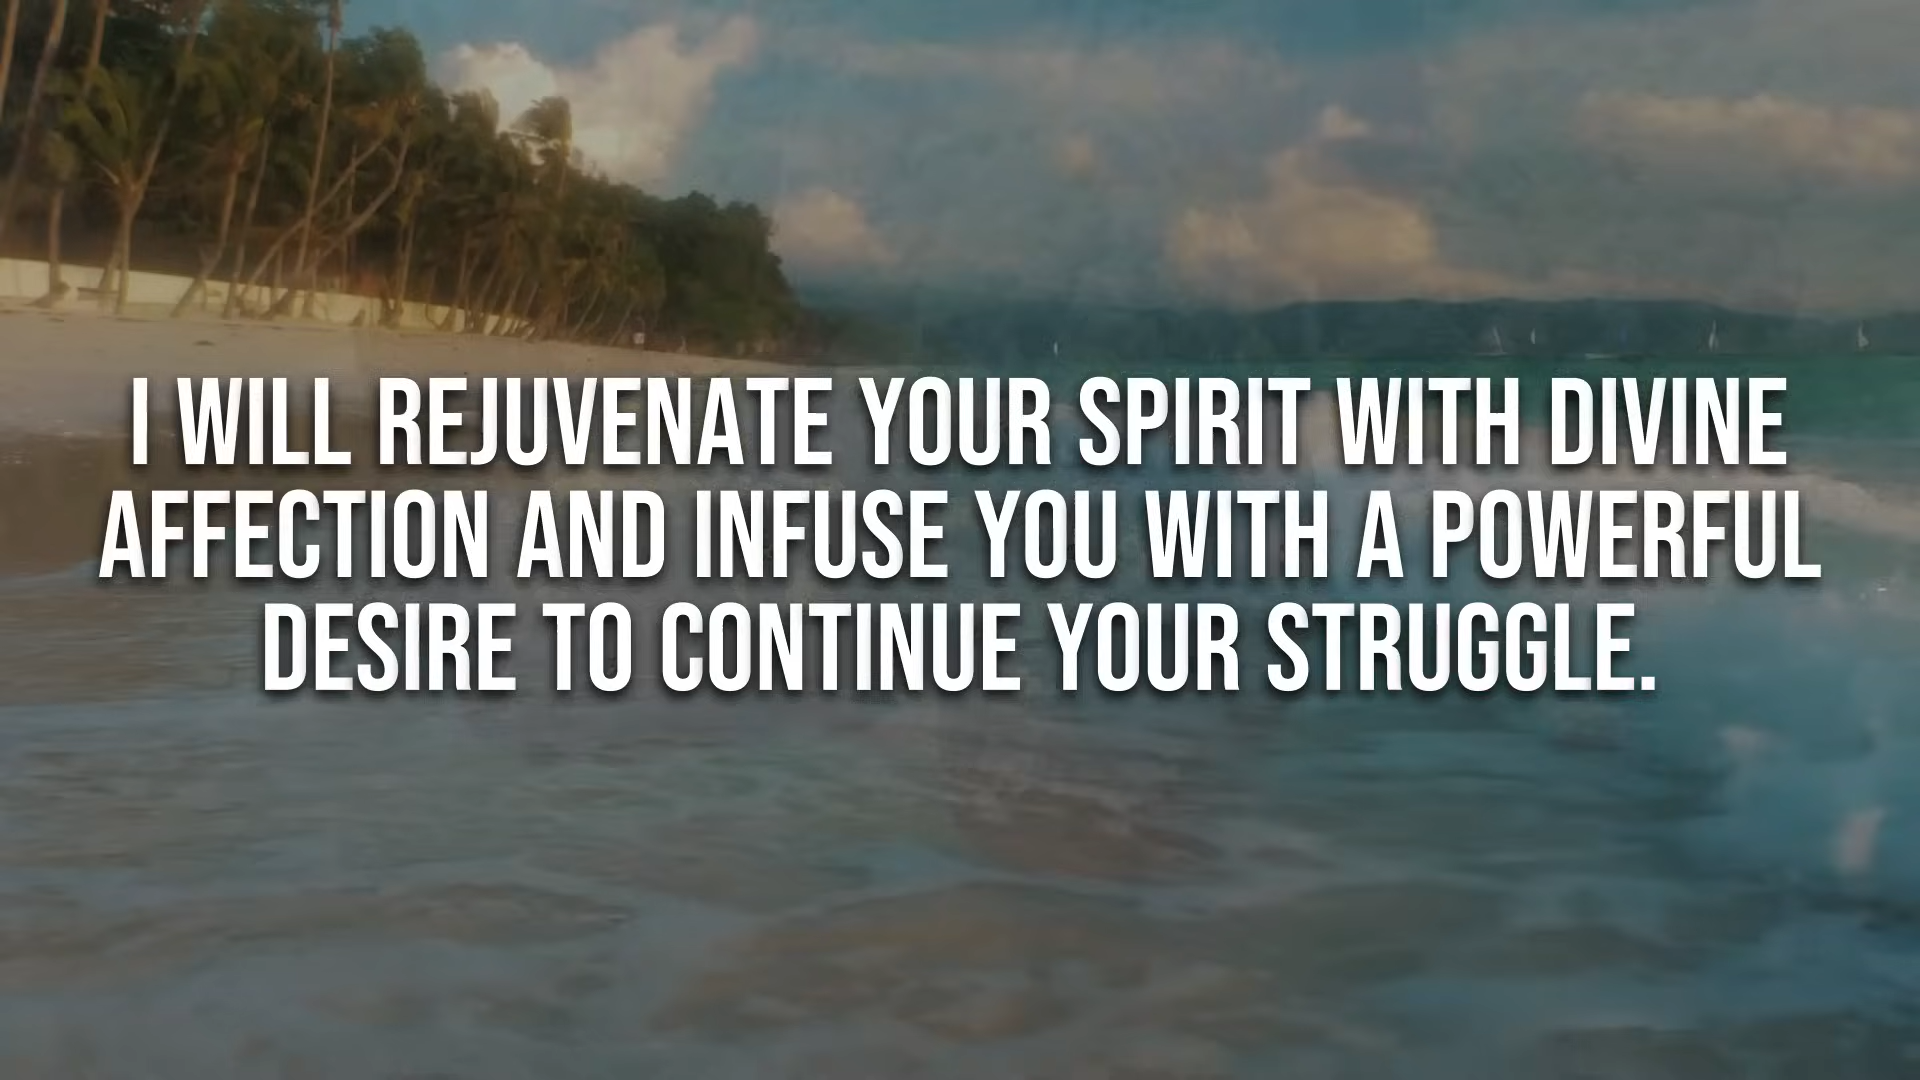 I WILL REJUVENATE YOUR SPIRIT WITH DIVINE
AFFECTION AND INFUSE YOU WITH A POWERFUL
DESIRE TO CONTINUE YOUR STRUGGLE.